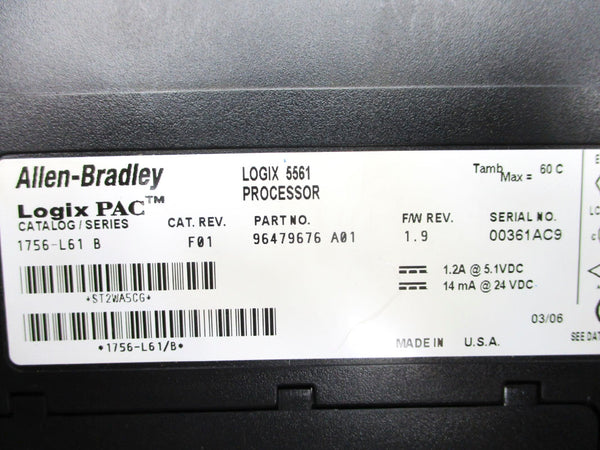 Allen-Bradley
Logix PAC™
LOGIX 5561
PROCESSOR
Tamb Max = 60 C
CATALOG / SERIES
1756-L61 B
CAT. REV.
F01
PART NO.
96479676 A01
F/W REV.
1.9
SERIAL NO.
00361AC9
*ST2WA5CG*
1.2A @ 5.1VDC
14 mA @ 24 VDC
*1756-L61/B*
03/06
MADE IN U.S.A.
SEE DAT